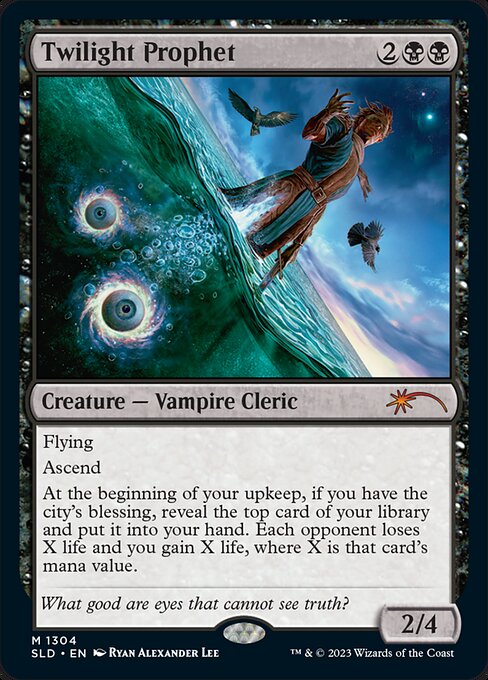 Twilight Prophet 2
Creature — Vampire Cleric
Flying
Ascend
At the beginning of your upkeep, if you have the
city's blessing, reveal the top card of your library
and put it into your hand. Each opponent loses
X life and you gain X life, where X is that card's
mana value.
What good are eyes that cannot see truth?
2/4
M 1304
SLD • EN Ryan Alexander Lee
™ & © 2023 Wizards of the Coast